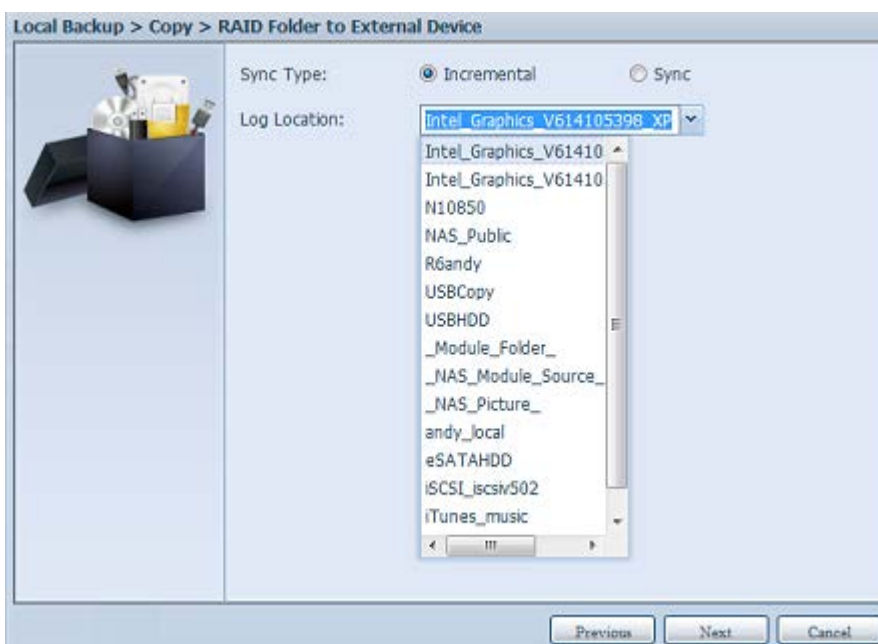 Local Backup > Copy > RAID Folder to External Device
Sync Type: Incremental Sync
Log Location: Intel_Graphics_V614105398_XP
Intel_Graphics_V61410
Intel_Graphics_V61410
N10850
NAS_Public
R6andy
USBCopy
USBHDD
_Module_Folder_
_NAS_Module_Source_
_NAS_Picture_
andy_local
eSATAHDD
iSCSI_iscsiv502
iTunes_music
Previous Next Cancel